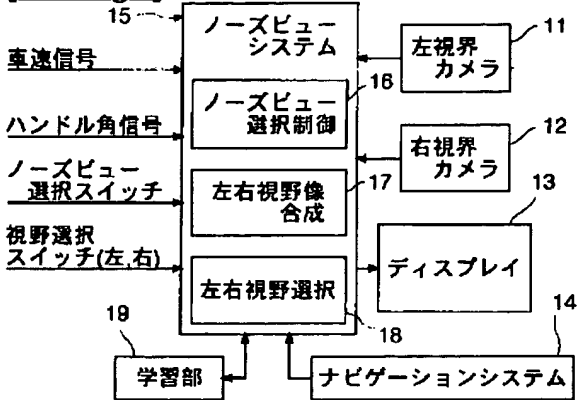 15
ノーズビュー
システム
11
左視界
カメラ
車速信号
16
ノーズビュー
選択制御
ハンドル角信号
12
右視界
カメラ
ノーズビュー
選択スイッチ
17
左右視野像
合成
13
視野選択
スイッチ(左,右)
ディスプレイ
左右視野選択
18
14
19
学習部
ナビゲーションシステム